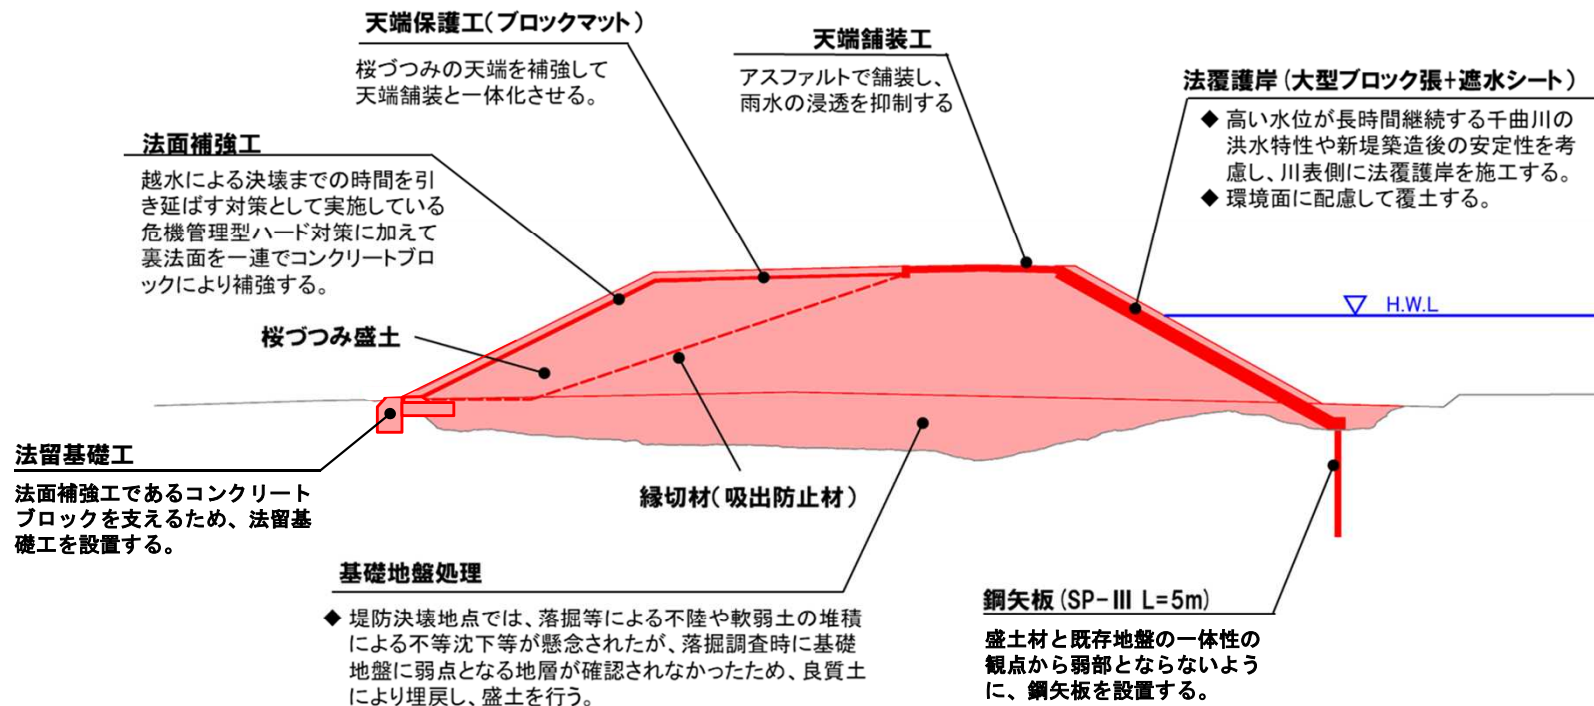 天端保護工(ブロックマット)
桜づつみの天端を補強して
天端舗装と一体化させる。
天端舗装工
アスファルトで舗装し、
雨水の浸透を抑制する
法覆護岸(大型ブロック張+遮水シート)
◆ 高い水位が長時間継続する千曲川の
洪水特性や新堤築造後の安定性を考
慮し、川表側に法覆護岸を施工する。
◆ 環境面に配慮して覆土する。
法面補強工
越水による決壊までの時間を引
き延ばす対策として実施している
危機管理型ハード対策に加えて
裏法面を一連でコンクリートブロ
ックにより補強する。
H.W.L
桜づつみ盛土
法留基礎工
法面補強工であるコンクリート
ブロックを支えるため、法留基
礎工を設置する。
縁切材(吸出防止材)
基礎地盤処理
◆ 堤防決壊地点では、落掘等による不陸や軟弱土の堆積
による不等沈下等が懸念されたが、落掘調査時に基礎
地盤に弱点となる地層が確認されなかったため、良質土
により埋戻し、盛土を行う。
鋼矢板(SP-Ⅲ L=5m)
盛土材と既存地盤の一体性の
観点から弱部とならないよう
に、鋼矢板を設置する。